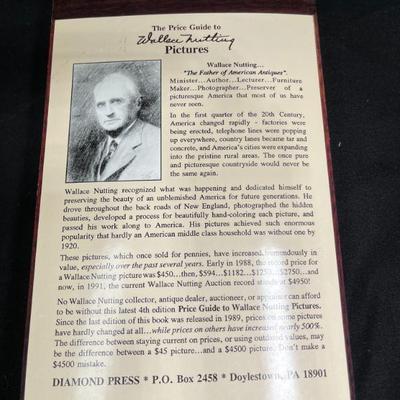 The Price Guide to
Wallace Nutting
Pictures
Wallace Nutting...
"The Father of American Antiques".
Minister...Author...Lecturer...Furniture
Maker...Photographer...Preserver of a
picturesque America that most of us have
never seen.
In the first quarter of the 20th Century,
America changed rapidly - factories were
being erected, telephone lines were popping
up everywhere, country lanes became tar and
concrete, and America's cities were expanding
into the pristine rural areas. The once pure
and picturesque countryside would never be
the same again.
Wallace Nutting recognized what was happening and dedicated himself to
preserving the beauty of an unblemished America for future generations. He
drove throughout the back roads of New England, photographed the hidden
beauties, developed a process for beautifully hand-coloring each picture, and
passed his work along to America. His pictures achieved such enormous
popularity that hardly an American middle class household was without one by
1920.
These pictures, which once sold for pennies, have increased tremendously in
value, especially over the past several years. Early in 1988, the record price for
a Wallace Nutting picture was $450...then, $594...$1182...$1250...$2750...and
now, in 1991, the current Wallace Nutting Auction record stands at $4950!
No Wallace Nutting collector, antique dealer, auctioneer, or appraiser can afford
to be without this latest 4th edition Price Guide to Wallace Nutting Pictures.
Since the last edition of this book was released in 1989, prices on some pictures
have hardly changed at all...while prices on others have increased nearly 500%.
The difference between staying current on prices, or using outdated values, may
be the difference between a $45 picture...and a $4500 picture. Don't make a
$4500 mistake.
DIAMOND PRESS * P.O. Box 2458 * Doylestown, PA 18901